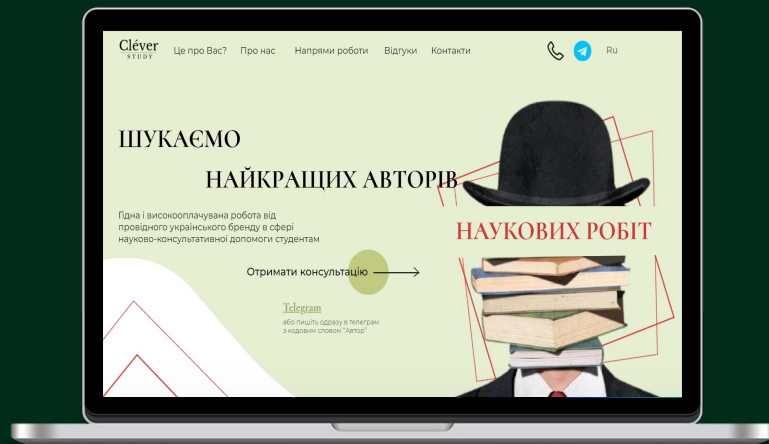 Cléver
STUDY
Це про Вас? Про нас Напрями роботи Відгуки Контакти
Ru
ШУКАЄМО
НАЙКРАЩИХ АВТОРІВ
НАУКОВИХ РОБІТ
Гідна і високооплачувана робота від
провідного українського бренду в сфері
науково-консультативної допомоги студентам
Отримати консультацію
Telegram
або пишіть одразу в телеграм
з кодовим словом "Автор"